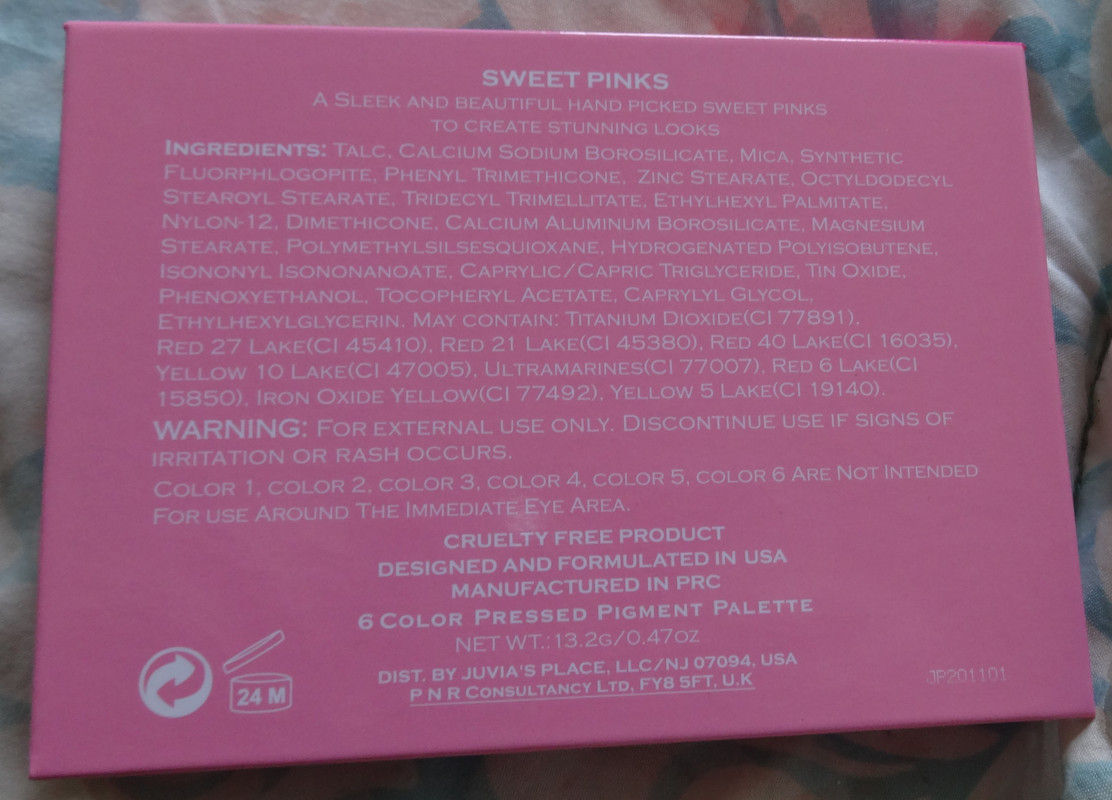 SWEET PINKS
A SLEEK AND BEAUTIFUL HAND PICKED SWEET PINKS
TO CREATE STUNNING LOOKS
INGREDIENTS: TALC, CALCIUM SODIUM BOROSILICATE, MICA, SYNTHETIC
FLUORPHLOGOPITE, PHENYL TRIMETHICONE, ZINC STEARATE, OCTYLDODECYL
STEAROYL STEARATE, TRIDECYL TRIMELLITATE, ETHYLHEXYL PALMITATE,
NYLON-12, DIMETHICONE, CALCIUM ALUMINUM BOROSILICATE, MAGNESIUM
STEARATE, POLYMETHYLSILSESQUIOXANE, HYDROGENATED POLYISOBUTENE,
ISONONYL ISONONANOATE, CAPRYLIC/CAPRIC TRIGLYCERIDE, TIN OXIDE,
PHENOXYETHANOL, TOCOPHERYL ACETATE, CAPRYLYL GLYCOL,
ETHYLHEXYLGLYCERIN. MAY CONTAIN: TITANIUM DIOXIDE(CI 77891),
RED 27 LAKE(CI 45410), RED 21 LAKE(CI 45380), RED 40 LAKE(CI 16035),
YELLOW 10 LAKE(CI 47005), ULTRAMARINES(CI 77007), RED 6 LAKE(CI
15850), IRON OXIDE YELLOW(CI 77492), YELLOW 5 LAKE(CI 19140).
WARNING: FOR EXTERNAL USE ONLY. DISCONTINUE USE IF SIGNS OF
IRRITATION OR RASH OCCURS.
COLOR 1, COLOR 2, COLOR 3, COLOR 4, COLOR 5, COLOR 6 ARE NOT INTENDED
FOR USE AROUND THE IMMEDIATE EYE AREA.
CRUELTY FREE PRODUCT
DESIGNED AND FORMULATED IN USA
MANUFACTURED IN PRC
6 COLOR PRESSED PIGMENT PALETTE
NET WT.:13.2G/0.47OZ
DIST. BY JUVIA'S PLACE, LLC/NJ 07094, USA
P N R CONSULTANCY LTD, FY8 5FT, U.K
24 M
JP201101